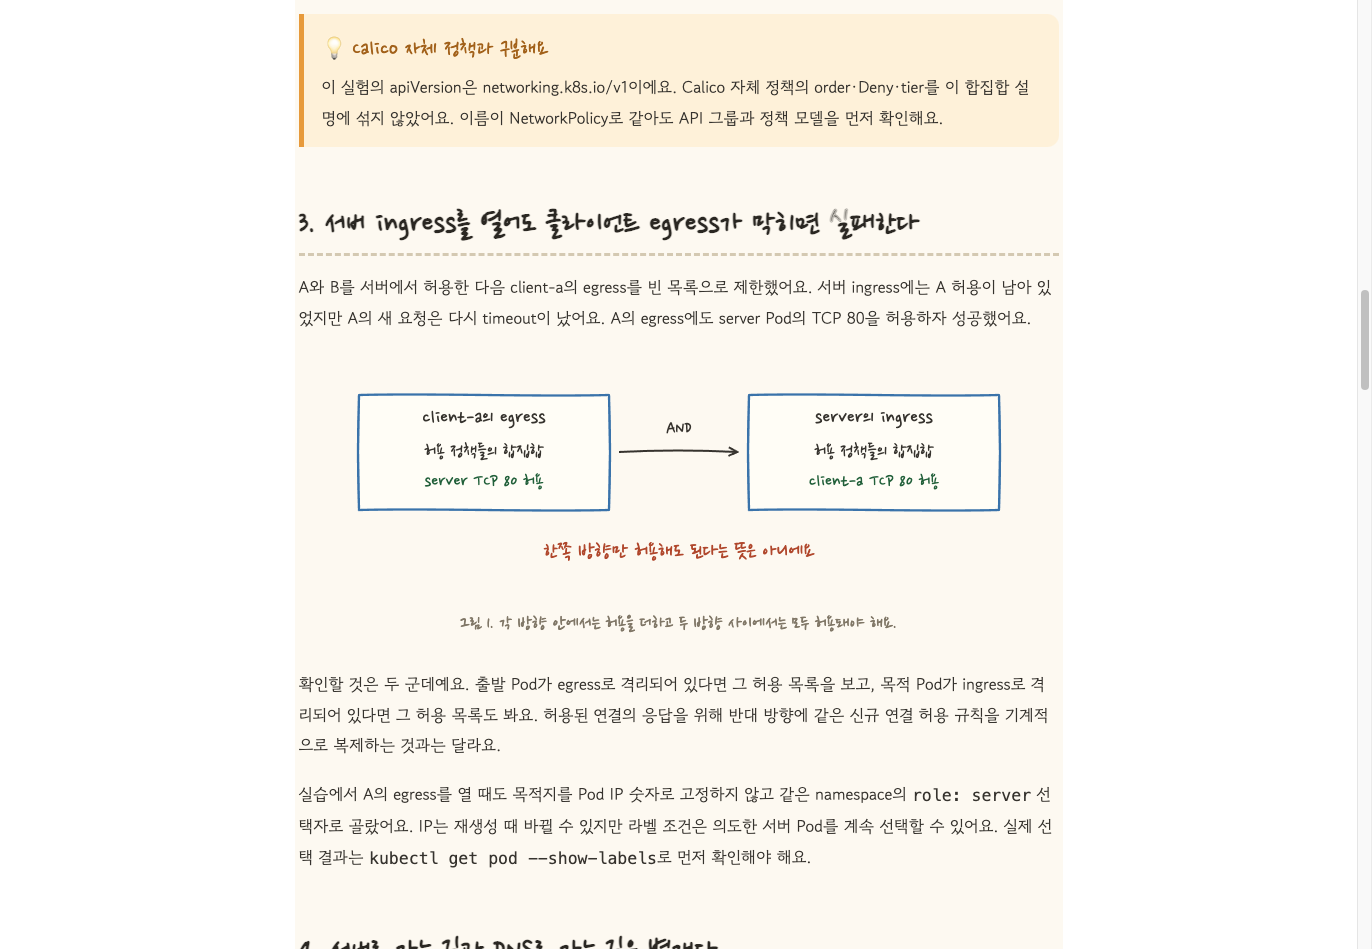 💡 Calico 자체 정책과 구분해요
이 실험의 apiVersion은 networking.k8s.io/v1이에요. Calico 자체 정책의 order·Deny·tier를 이 합집합 설
명에 섞지 않았어요. 이름이 NetworkPolicy로 같아도 API 그룹과 정책 모델을 먼저 확인해요.
3. 서버 ingress를 열어도 클라이언트 egress가 막히면 실패한다
A와 B를 서버에서 허용한 다음 client-a의 egress를 빈 목록으로 제한했어요. 서버 ingress에는 A 허용이 남아 있
었지만 A의 새 요청은 다시 timeout이 났어요. A의 egress에도 server Pod의 TCP 80을 허용하자 성공했어요.
client-a의 egress
허용 정책들의 합집합
server TCP 80 허용
AND
server의 ingress
허용 정책들의 합집합
client-a TCP 80 허용
한쪽 방향만 허용해도 된다는 뜻은 아니에요
그림 1. 각 방향 안에서는 허용을 더하고 두 방향 사이에서는 모두 허용돼야 해요.
확인할 것은 두 군데예요. 출발 Pod가 egress로 격리되어 있다면 그 허용 목록을 보고, 목적 Pod가 ingress로 격
리되어 있다면 그 허용 목록도 봐요. 허용된 연결의 응답을 위해 반대 방향에 같은 신규 연결 허용 규칙을 기계적
으로 복제하는 것과는 달라요.
실습에서 A의 egress를 열 때도 목적지를 Pod IP 숫자로 고정하지 않고 같은 namespace의 role: server 선
택자로 골랐어요. IP는 재생성 때 바뀔 수 있지만 라벨 조건은 의도한 서버 Pod를 계속 선택할 수 있어요. 실제 선
택 결과는 kubectl get pod --show-labels로 먼저 확인해야 해요.